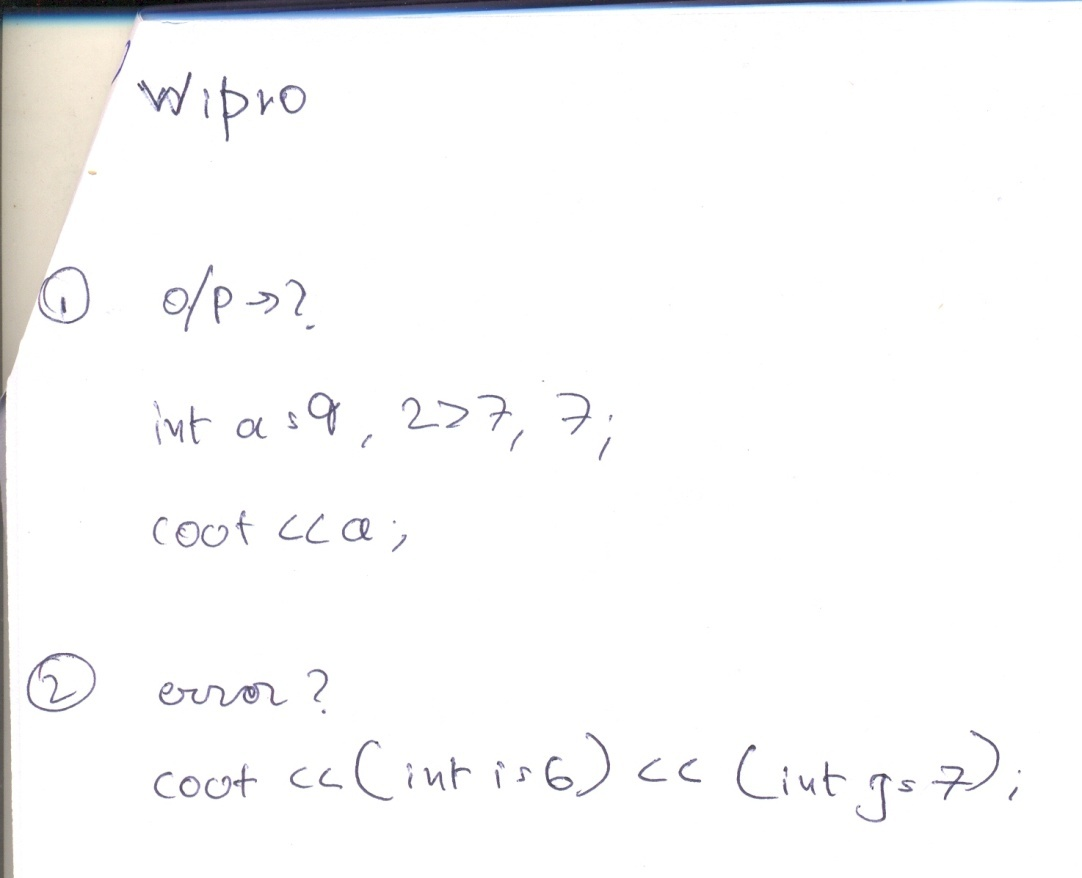 Wipro
① o/p →?
int a = 9, 2>7, 7;
cout << a;
② error?
cout << (int i = 6) << (int g = 7);